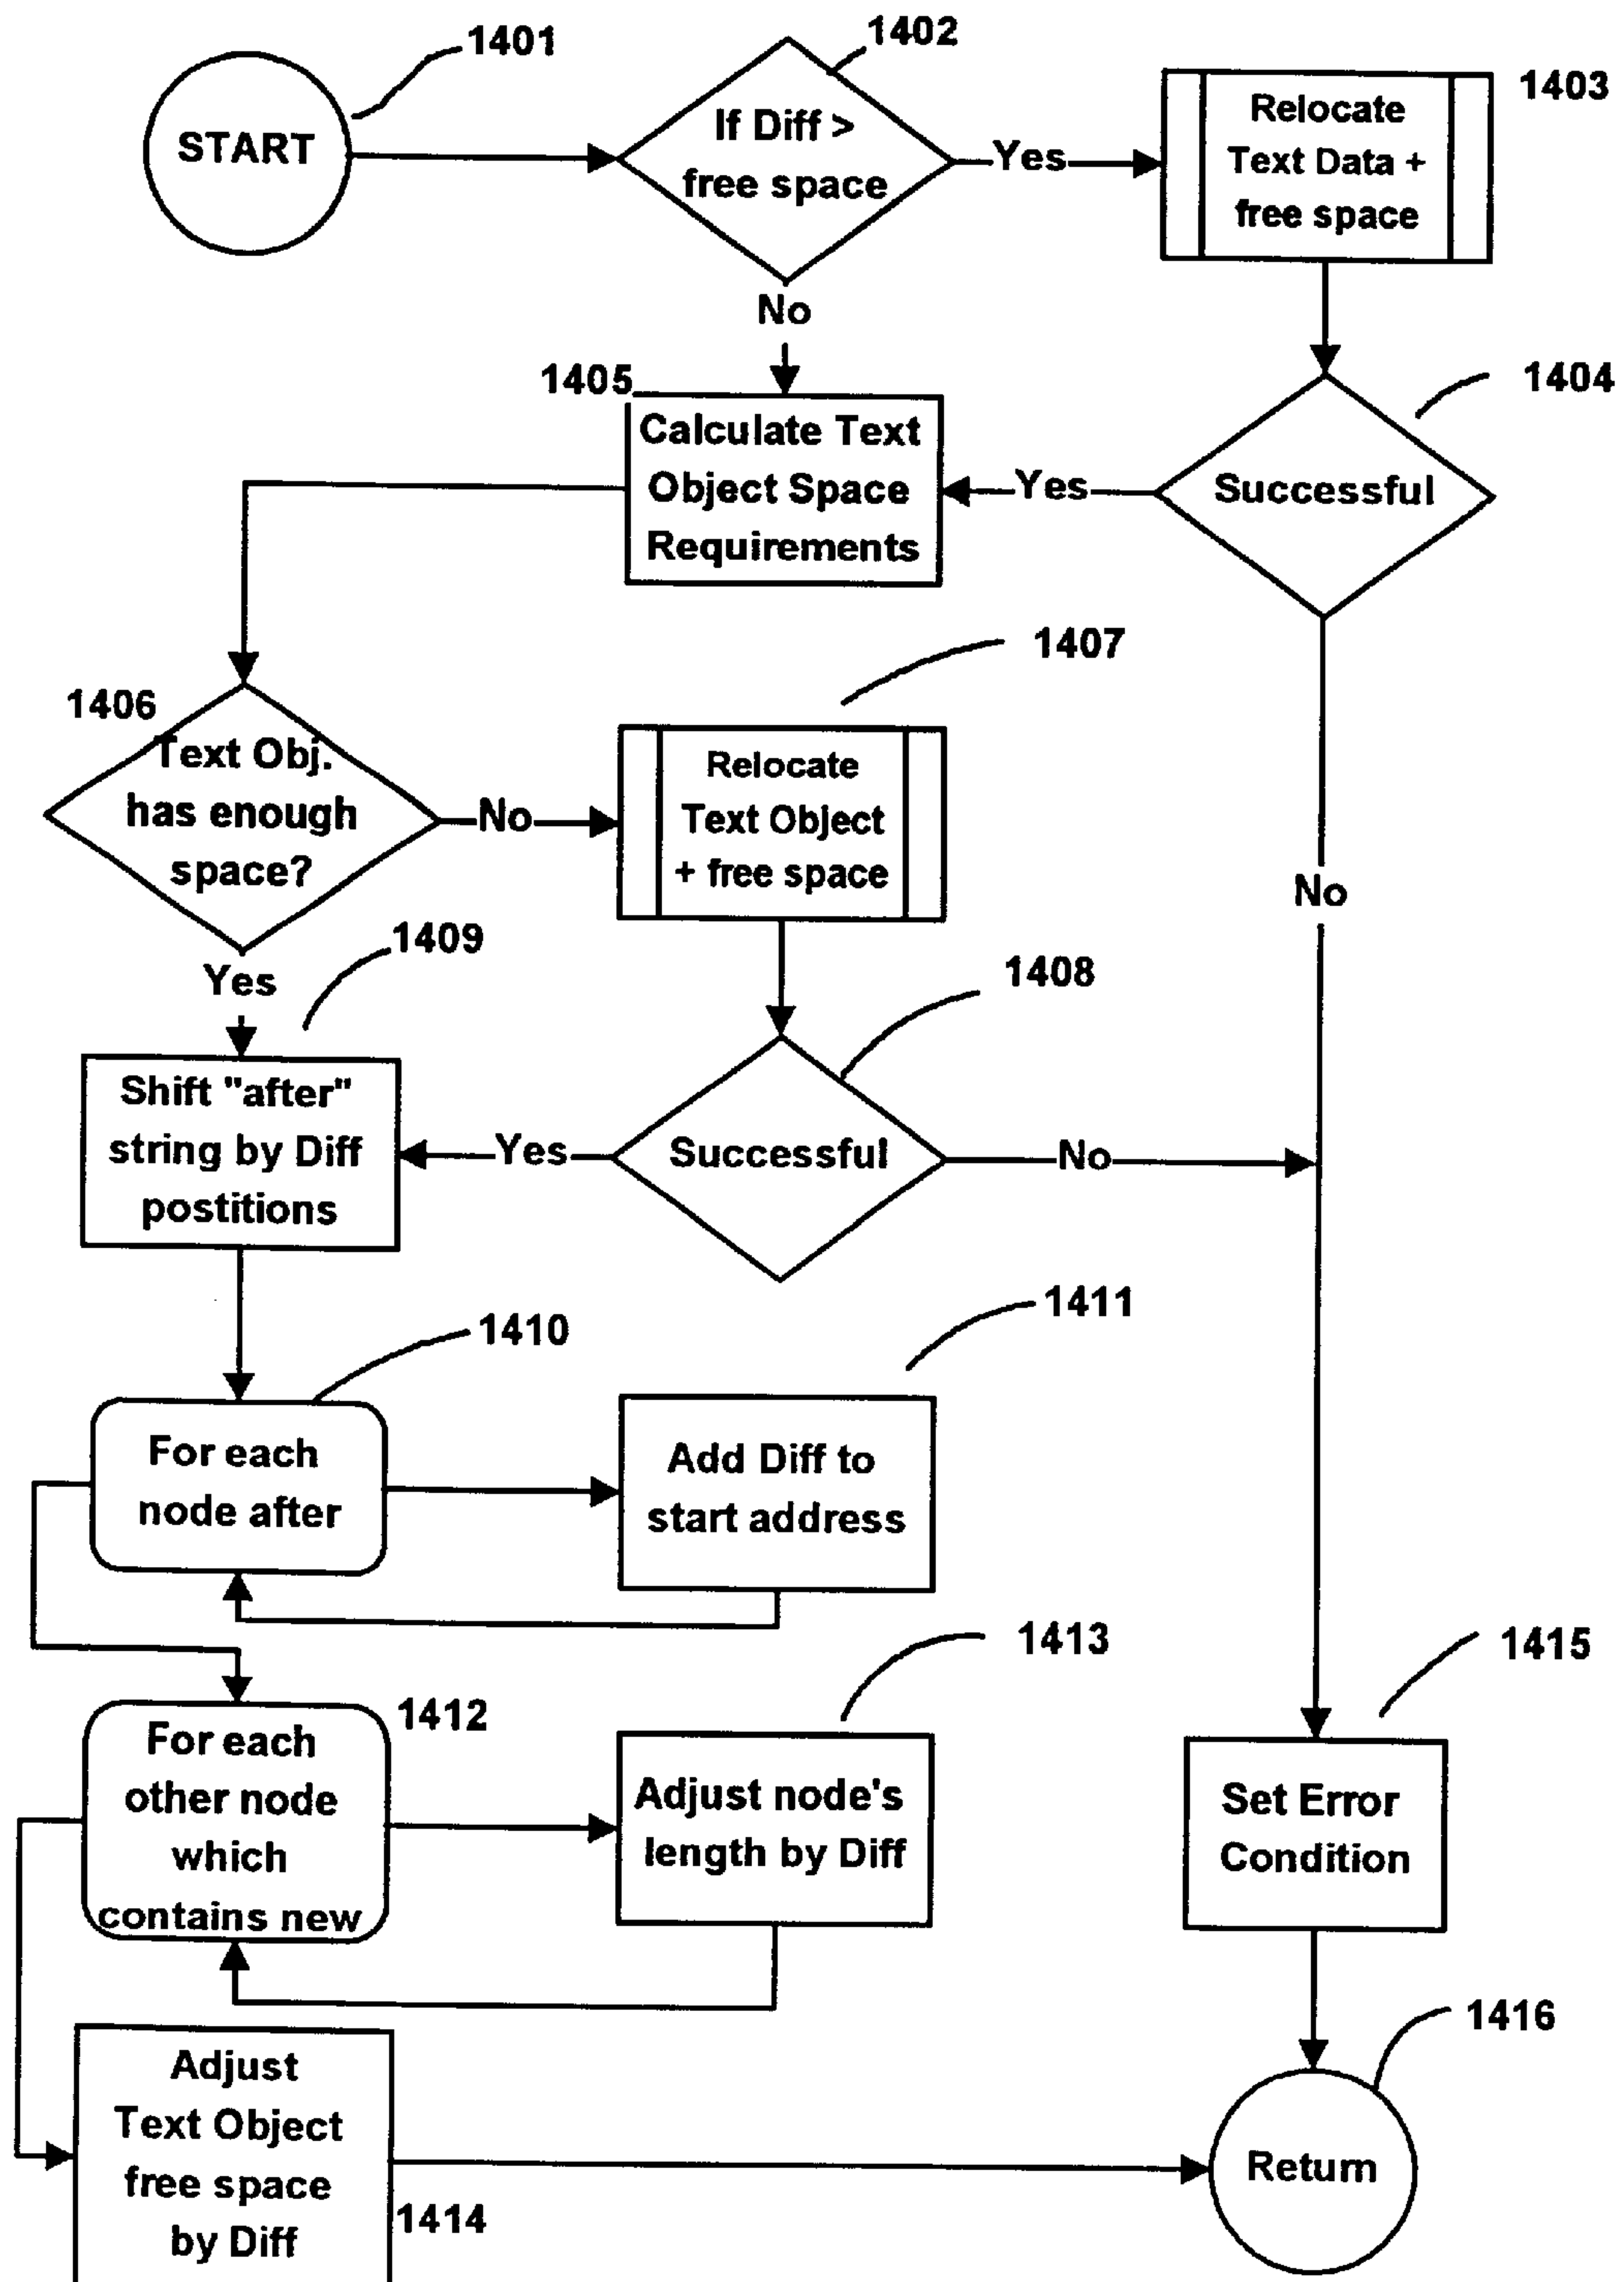 1401
START
1402
If Diff >
free space
Yes
1403
Relocate
Text Data +
free space
No
1404
Successful
Yes
1405
Calculate Text
Object Space
Requirements
No
1406
Text Obj.
has enough
space?
No
1407
Relocate
Text Object
+ free space
Yes
1408
Successful
Yes
No
1409
Shift "after"
string by Diff
postitions
1410
For each
node after
1411
Add Diff to
start address
1412
For each
other node
which
contains new
1413
Adjust node's
length by Diff
1415
Set Error
Condition
1414
Adjust
Text Object
free space
by Diff
1416
Return